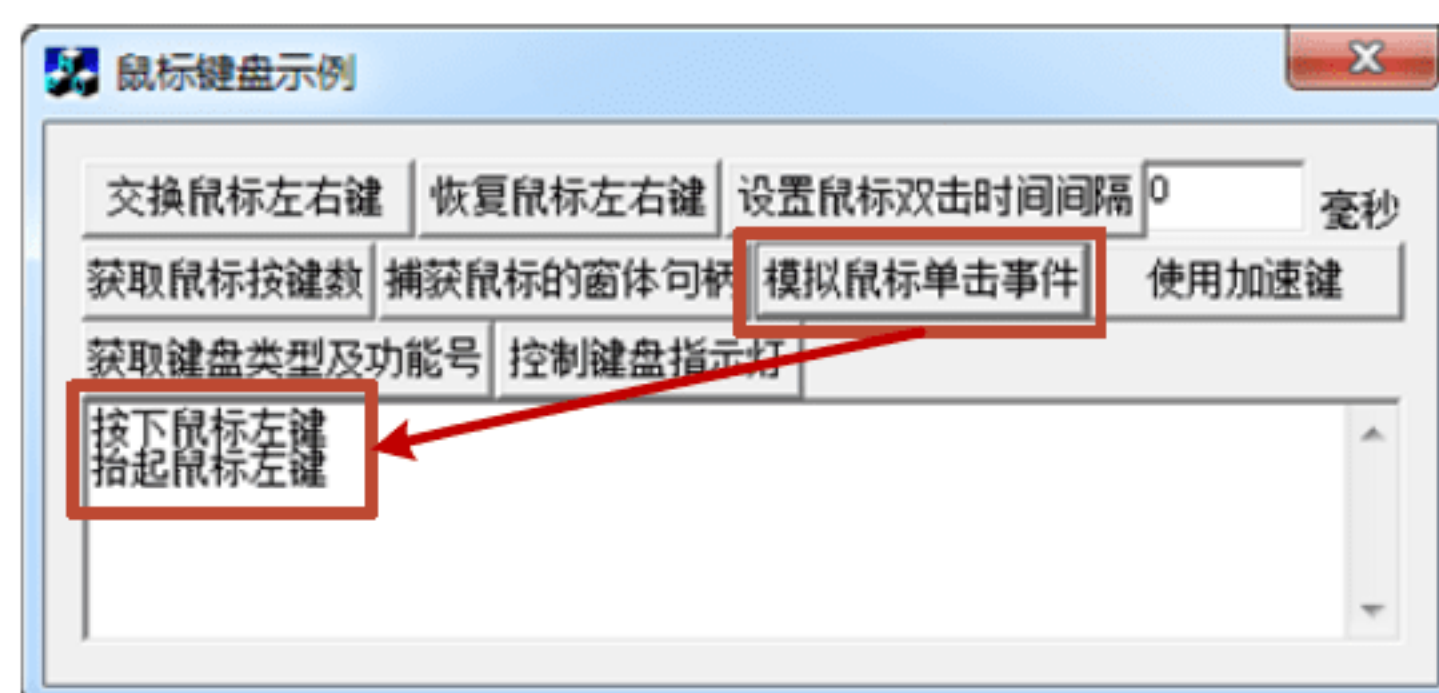 鼠标键盘示例
交换鼠标左右键 恢复鼠标左右键 设置鼠标双击时间间隔 0 毫秒
获取鼠标按键数 捕获鼠标的窗体句柄 模拟鼠标单击事件 使用加速键
获取键盘类型及功能号 控制键盘指示灯
按下鼠标左键
抬起鼠标左键